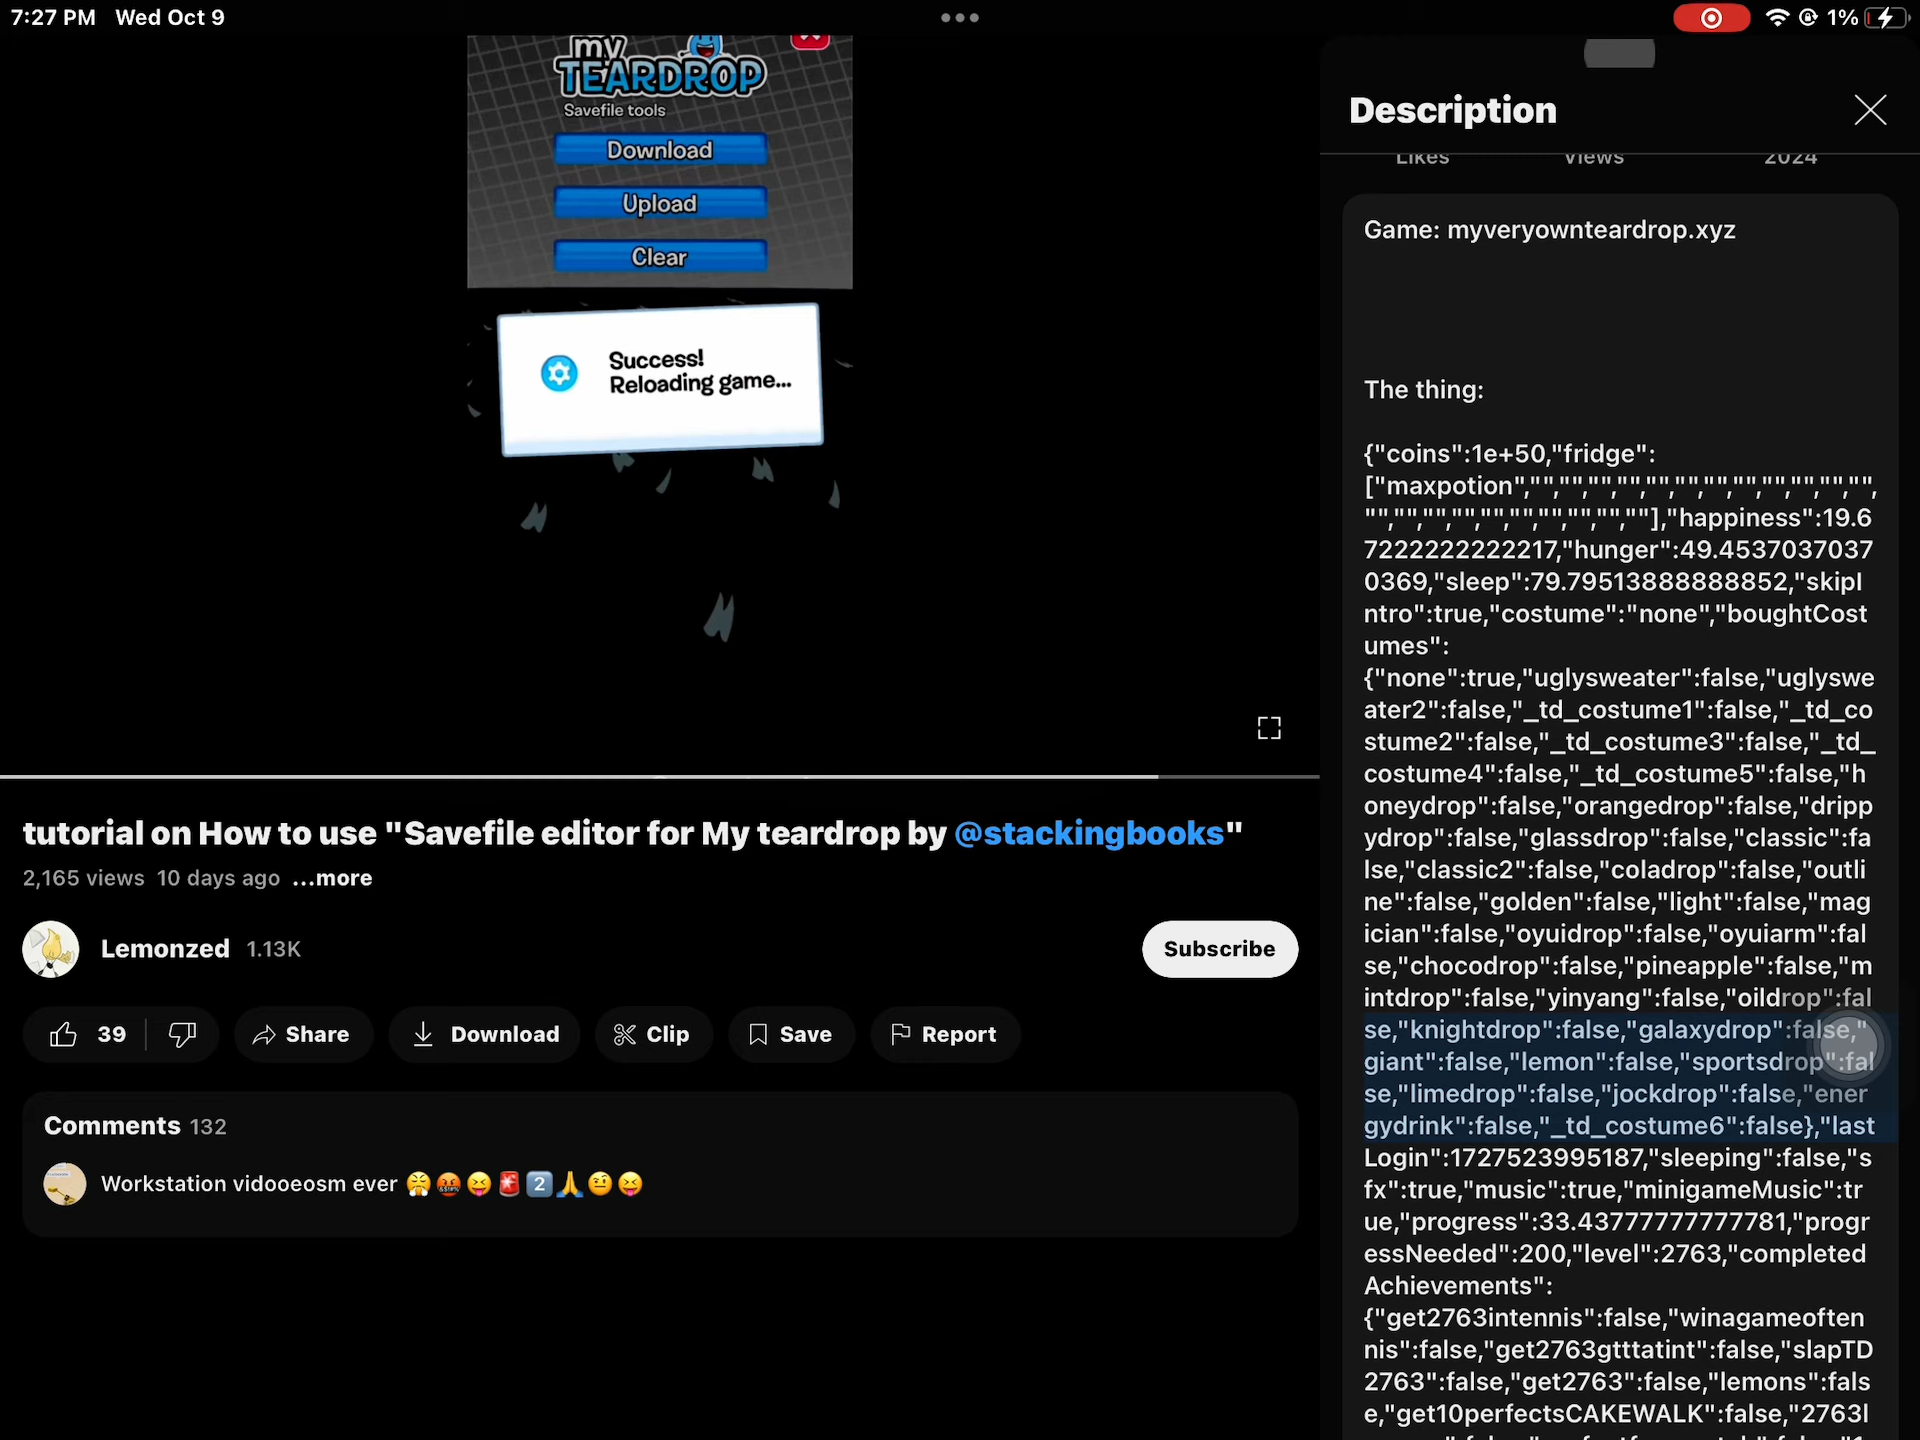 7:27 PM Wed Oct 9
1%
my
TEARDROP
Savefile tools
Download
Upload
Clear
Success!
Reloading game...
tutorial on How to use "Savefile editor for My teardrop by @stackingbooks"
2,165 views 10 days ago ...more
Lemonzed 1.13K
Subscribe
39
Share
Download
Clip
Save
Report
Comments 132
Workstation vidooeosm ever 😤🤬😝🚨2️⃣🙏🤨😝
Description
Likes Views 2024
Game: myveryownteardrop.xyz
The thing:
{"coins":1e+50,"fridge":
["maxpotion","","","","","","","","","","","","",
"","","","","","","","","",""],"happiness":19.6
7222222222217,"hunger":49.4537037037
0369,"sleep":79.79513888888852,"skipI
ntro":true,"costume":"none","boughtCost
umes":
{"none":true,"uglysweater":false,"uglyswe
ater2":false,"_td_costume1":false,"_td_co
stume2":false,"_td_costume3":false,"_td_
costume4":false,"_td_costume5":false,"h
oneydrop":false,"orangedrop":false,"dripp
ydrop":false,"glassdrop":false,"classic":fa
lse,"classic2":false,"coladrop":false,"outli
ne":false,"golden":false,"light":false,"mag
ician":false,"oyuidrop":false,"oyuiarm":fal
se,"chocodrop":false,"pineapple":false,"m
intdrop":false,"yinyang":false,"oildrop":fal
se,"knightdrop":false,"galaxydrop":false,"
giant":false,"lemon":false,"sportsdrop":fal
se,"limedrop":false,"jockdrop":false,"ener
gydrink":false,"_td_costume6":false},"last
Login":1727523995187,"sleeping":false,"s
fx":true,"music":true,"minigameMusic":tr
ue,"progress":33.43777777777781,"progr
essNeeded":200,"level":2763,"completed
Achievements":
{"get2763intennis":false,"winagameoften
nis":false,"get2763gtttatint":false,"slapTD
2763":false,"get2763":false,"lemons":fals
e,"get10perfectsCAKEWALK":false,"2763l